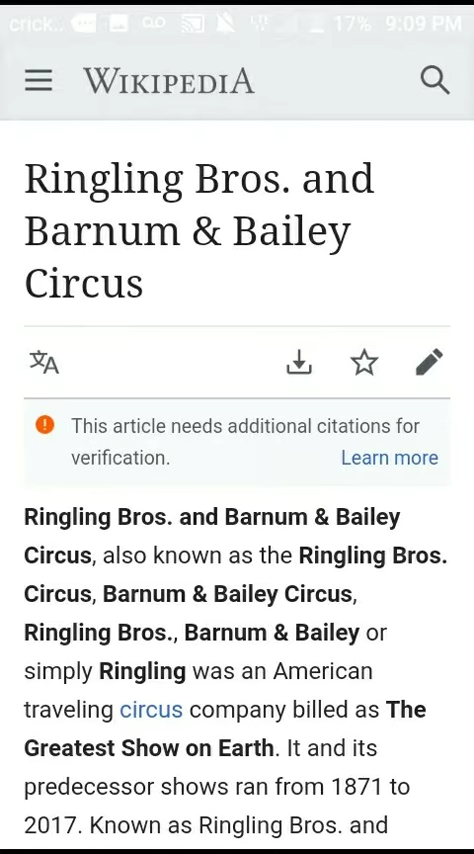 crick..
17% 9:09 PM
WIKIPEDIA
Ringling Bros. and
Barnum & Bailey
Circus
文A
This article needs additional citations for
verification. Learn more
Ringling Bros. and Barnum & Bailey
Circus, also known as the Ringling Bros.
Circus, Barnum & Bailey Circus,
Ringling Bros., Barnum & Bailey or
simply Ringling was an American
traveling circus company billed as The
Greatest Show on Earth. It and its
predecessor shows ran from 1871 to
2017. Known as Ringling Bros. and